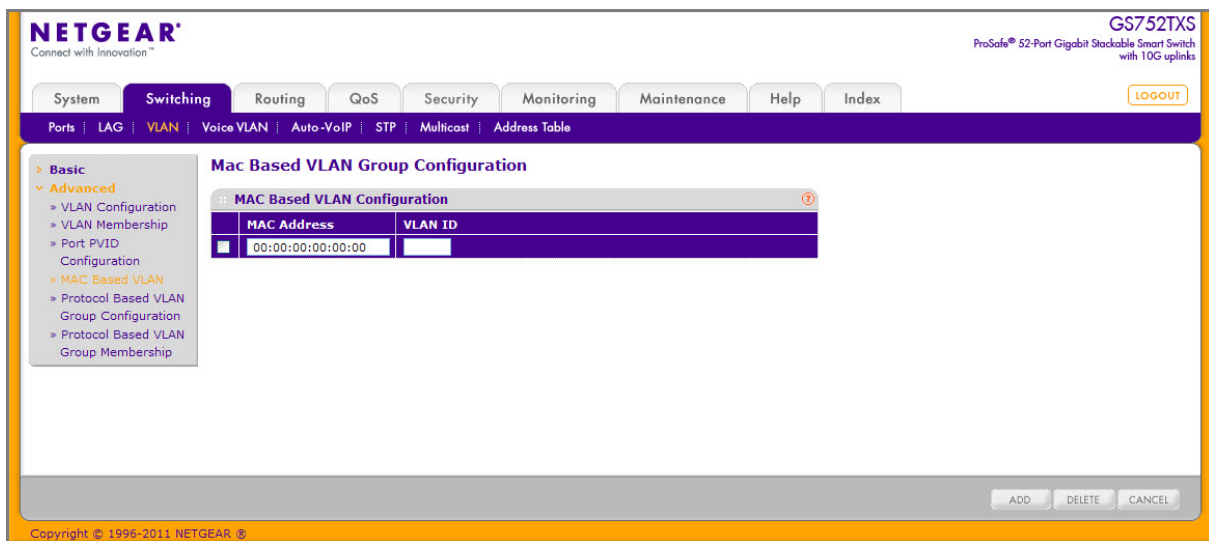 NETGEAR®
Connect with Innovation™
GS752TXS
ProSafe® 52-Port Gigabit Stackable Smart Switch
with 10G uplinks
System Switching Routing QoS Security Monitoring Maintenance Help Index LOGOUT
Ports LAG VLAN Voice VLAN Auto-VoIP STP Multicast Address Table
Basic
Advanced
» VLAN Configuration
» VLAN Membership
» Port PVID
Configuration
» MAC Based VLAN
» Protocol Based VLAN
Group Configuration
» Protocol Based VLAN
Group Membership
Mac Based VLAN Group Configuration
MAC Based VLAN Configuration ?
MAC Address VLAN ID
00:00:00:00:00:00
ADD DELETE CANCEL
Copyright © 1996-2011 NETGEAR ®